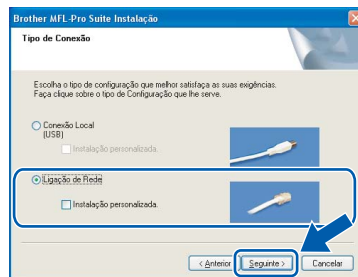 Brother MFL-Pro Suite Instalação
Tipo de Conexão
Escolha o tipo de configuração que melhor satisfaça as suas exigências.
Faça clique sobre o tipo de Configuração que lhe serve.
Conexão Local
(USB)
Instalação personalizada.
Ligação de Rede
Instalação personalizada.
< Anterior
Seguinte >
Cancelar